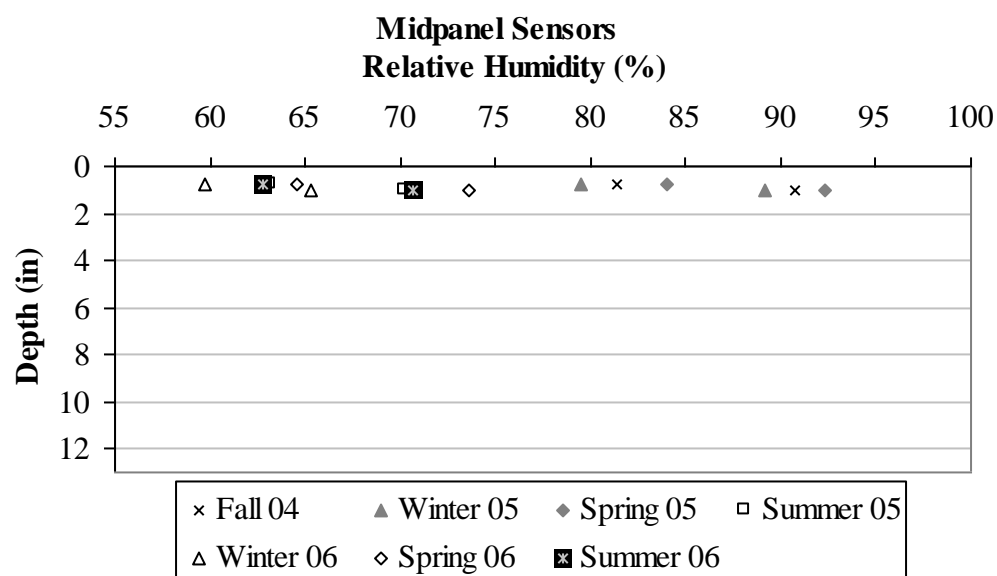 Midpanel Sensors
Relative Humidity (%)
55 60 65 70 75 80 85 90 95 100
0
2
4
6
8
10
12
Depth (in)
Fall 04 Winter 05 Spring 05 Summer 05
Winter 06 Spring 06 Summer 06